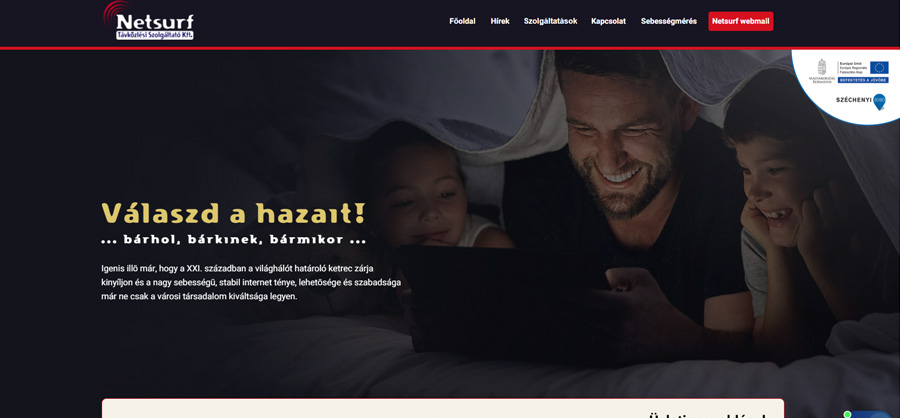 Netsurf
Távközlési Szolgáltató Kft.
Főoldal Hírek Szolgáltatások Kapcsolat Sebességmérés Netsurf webmail
MAGYARORSZÁG KORMÁNYA
Európai Unió
Európai Regionális
Fejlesztési Alap
BEFEKTETÉS A JÖVŐBE
SZÉCHENYI 2020
Válaszd a hazait!
... bárhol, bárkinek, bármikor ...
Igenis illő már, hogy a XXI. században a világhálót határoló ketrec zárja
kinyíljon és a nagy sebességű, stabil internet ténye, lehetősége és szabadsága
már ne csak a városi társadalom kiváltsága legyen.